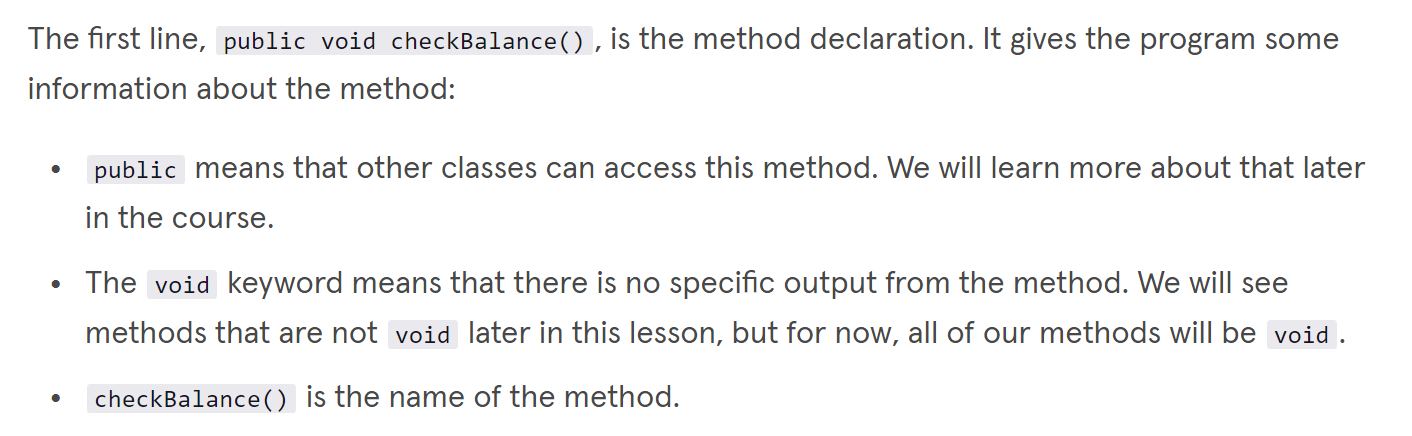 The first line, public void checkBalance(), is the method declaration. It gives the program some
information about the method:
• public means that other classes can access this method. We will learn more about that later
in the course.
• The void keyword means that there is no specific output from the method. We will see
methods that are not void later in this lesson, but for now, all of our methods will be void.
• checkBalance() is the name of the method.